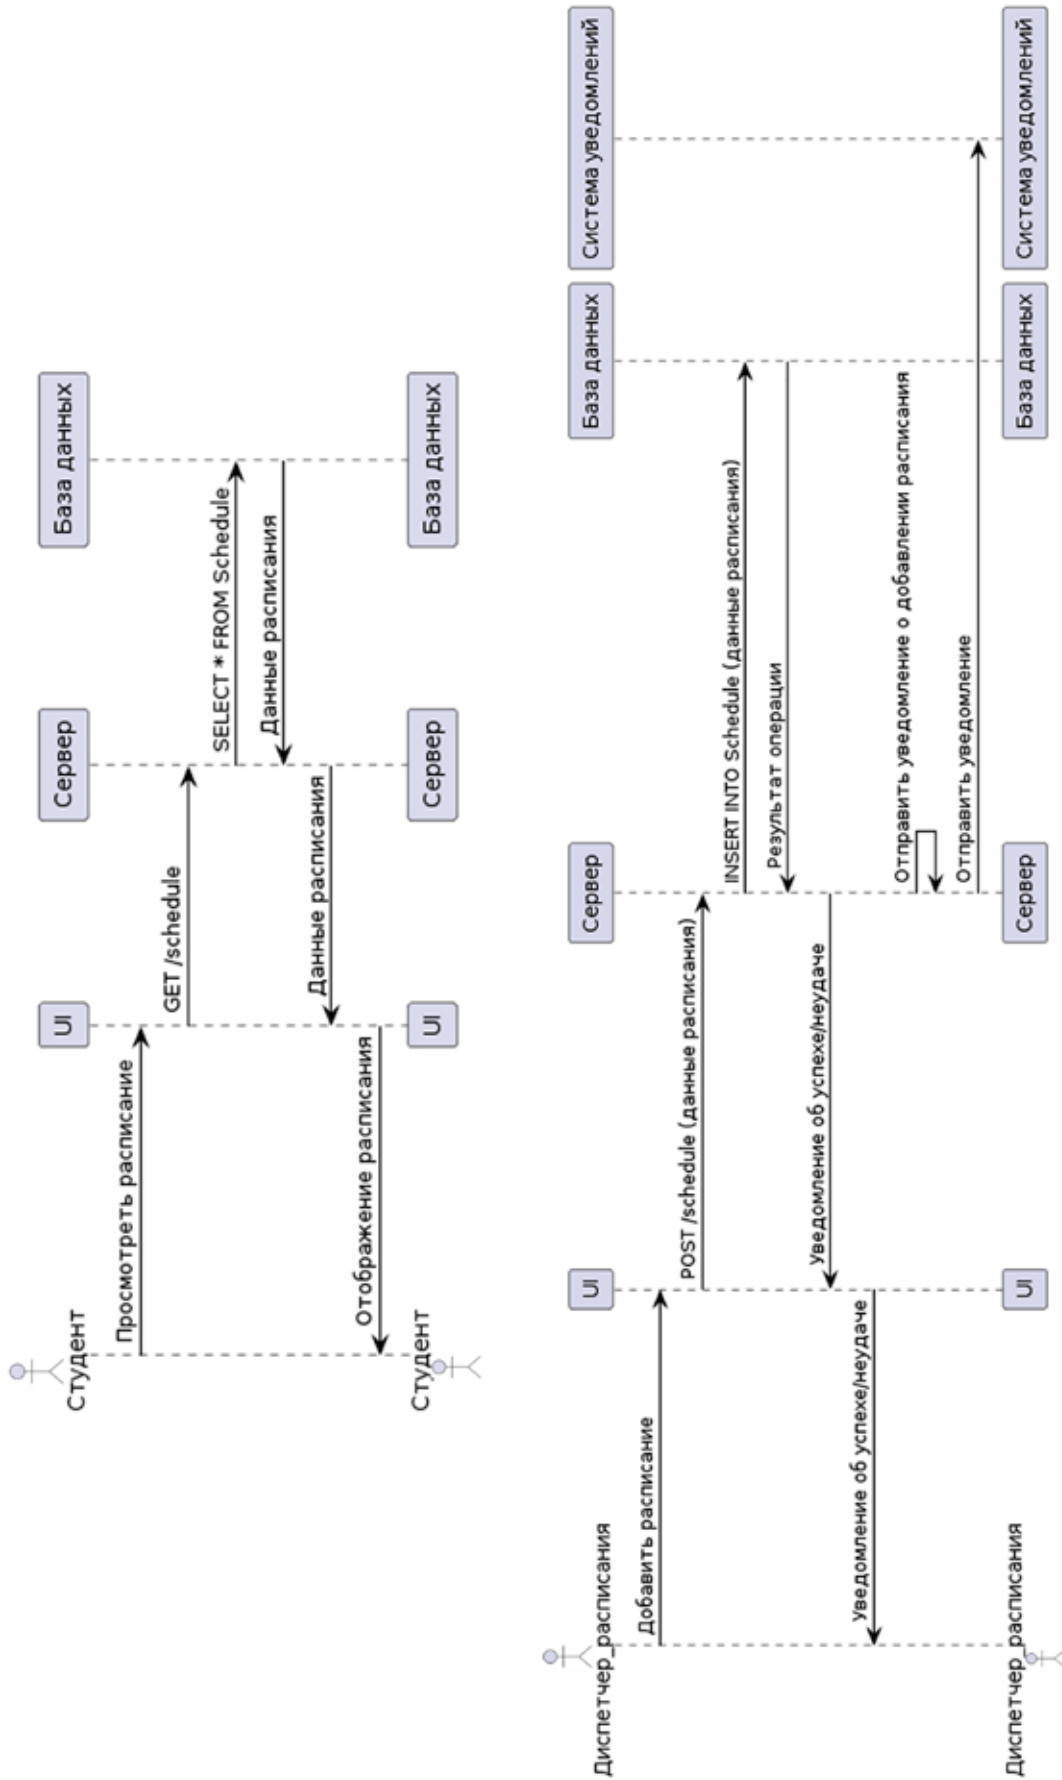 Студент
UI
Сервер
База данных
Просмотреть расписание
GET /schedule
SELECT * FROM Schedule
Данные расписания
Данные расписания
Отображение расписания
Студент
UI
Сервер
База данных
Диспетчер_расписания
UI
Сервер
База данных
Система уведомлений
Добавить расписание
POST /schedule (данные расписания)
INSERT INTO Schedule (данные расписания)
Результат операции
Уведомление об успехе/неудаче
Уведомление об успехе/неудаче
Отправить уведомление о добавлении расписания
Отправить уведомление
Диспетчер_расписания
UI
Сервер
База данных
Система уведомлений